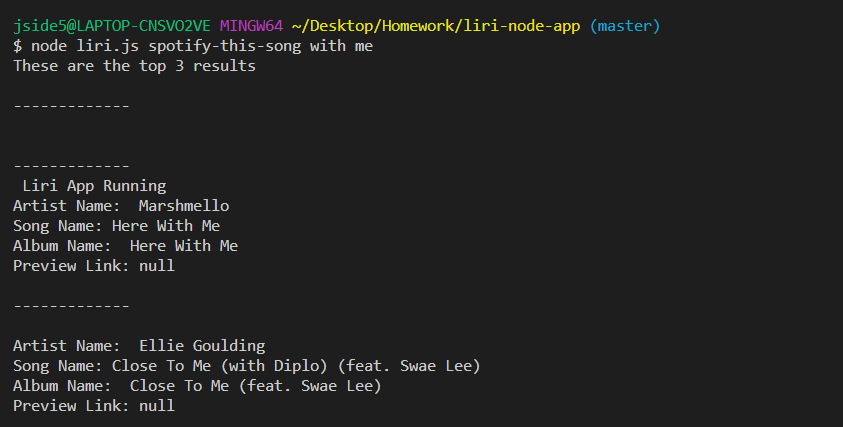 jside5@LAPTOP-CNSVO2VE MINGW64 ~/Desktop/Homework/liri-node-app (master)
$ node liri.js spotify-this-song with me
These are the top 3 results
-------------
-------------
 Liri App Running
Artist Name:  Marshmello
Song Name: Here With Me
Album Name:  Here With Me
Preview Link: null
-------------
Artist Name:  Ellie Goulding
Song Name: Close To Me (with Diplo) (feat. Swae Lee)
Album Name:  Close To Me (feat. Swae Lee)
Preview Link: null